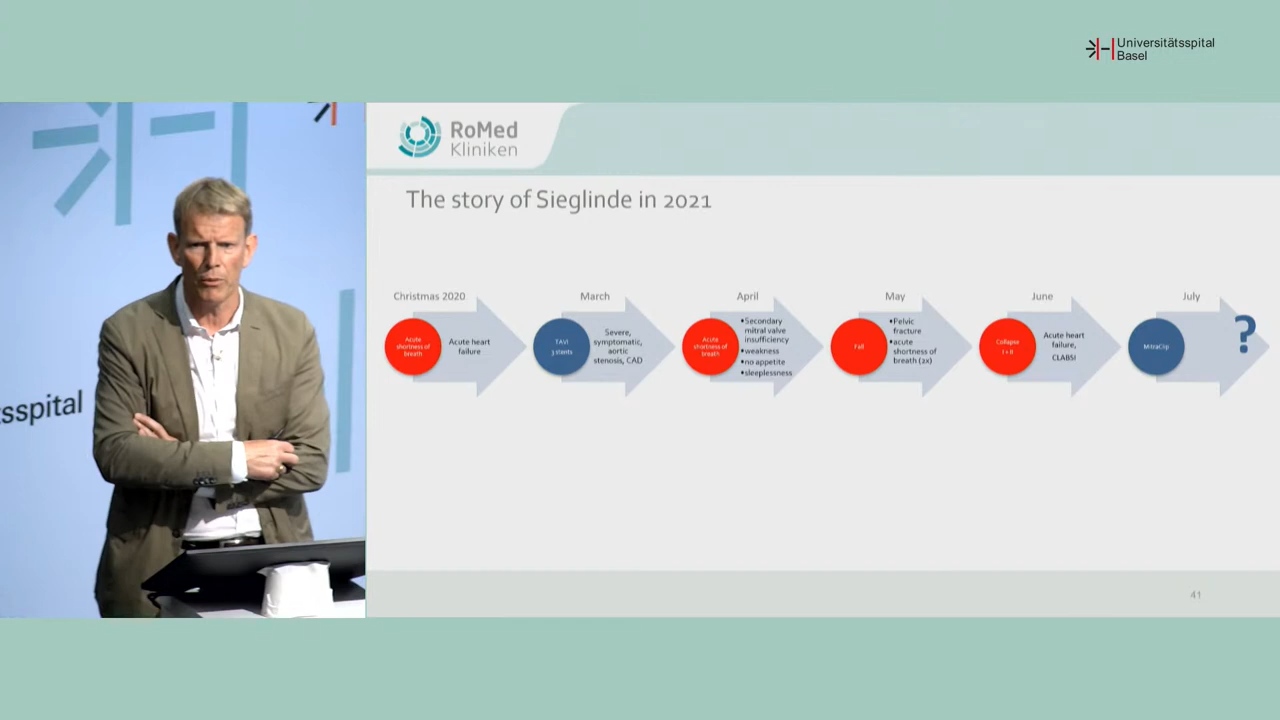 Universitätsspital
Basel
RoMed
Kliniken
The story of Sieglinde in 2021
Christmas 2020
Acute
shortness of
breath
Acute heart
failure
March
TAVI
3 stents
Severe,
symptomatic,
aortic
stenosis, CAD
April
Acute
shortness of
breath
•Secondary
mitral valve
insufficiency
•weakness
•no appetite
•sleeplessness
May
Fall
•Pelvic
fracture
•acute
shortness of
breath (2x)
June
Collapse
I + II
Acute heart
failure,
CLABSI
July
MitraClip
?
41
tsspital